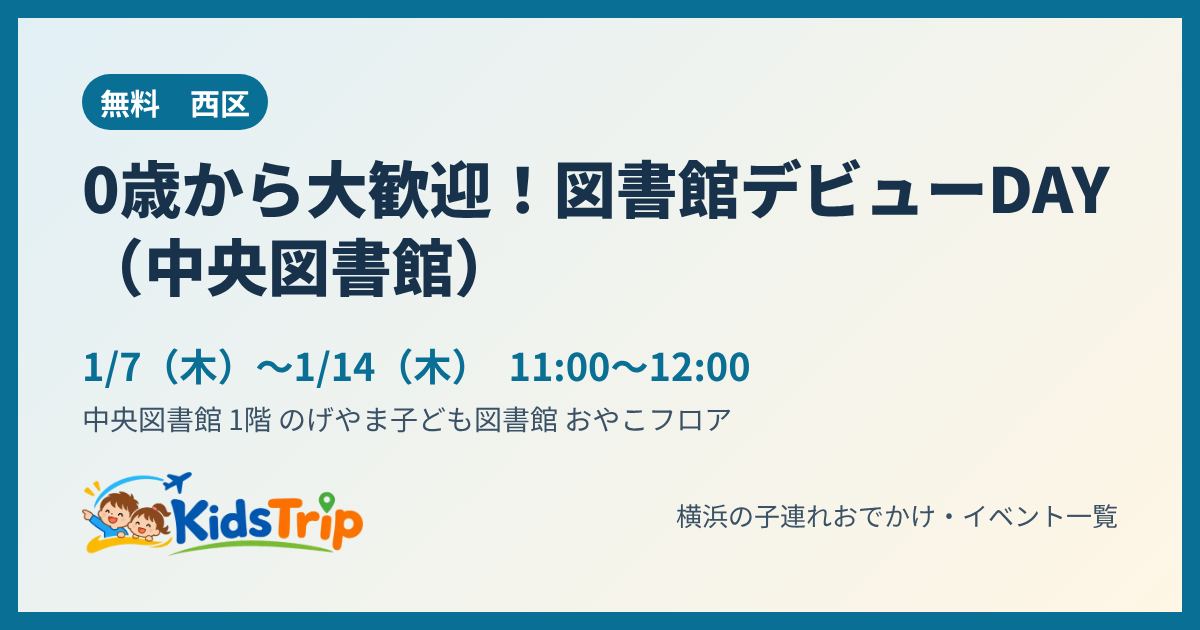 無料 西区
0歳から大歓迎！図書館デビューDAY
（中央図書館）
1/7（木）〜1/14（木） 11:00〜12:00
中央図書館 1階 のげやま子ども図書館 おやこフロア
KidsTrip
横浜の子連れおでかけ・イベント一覧